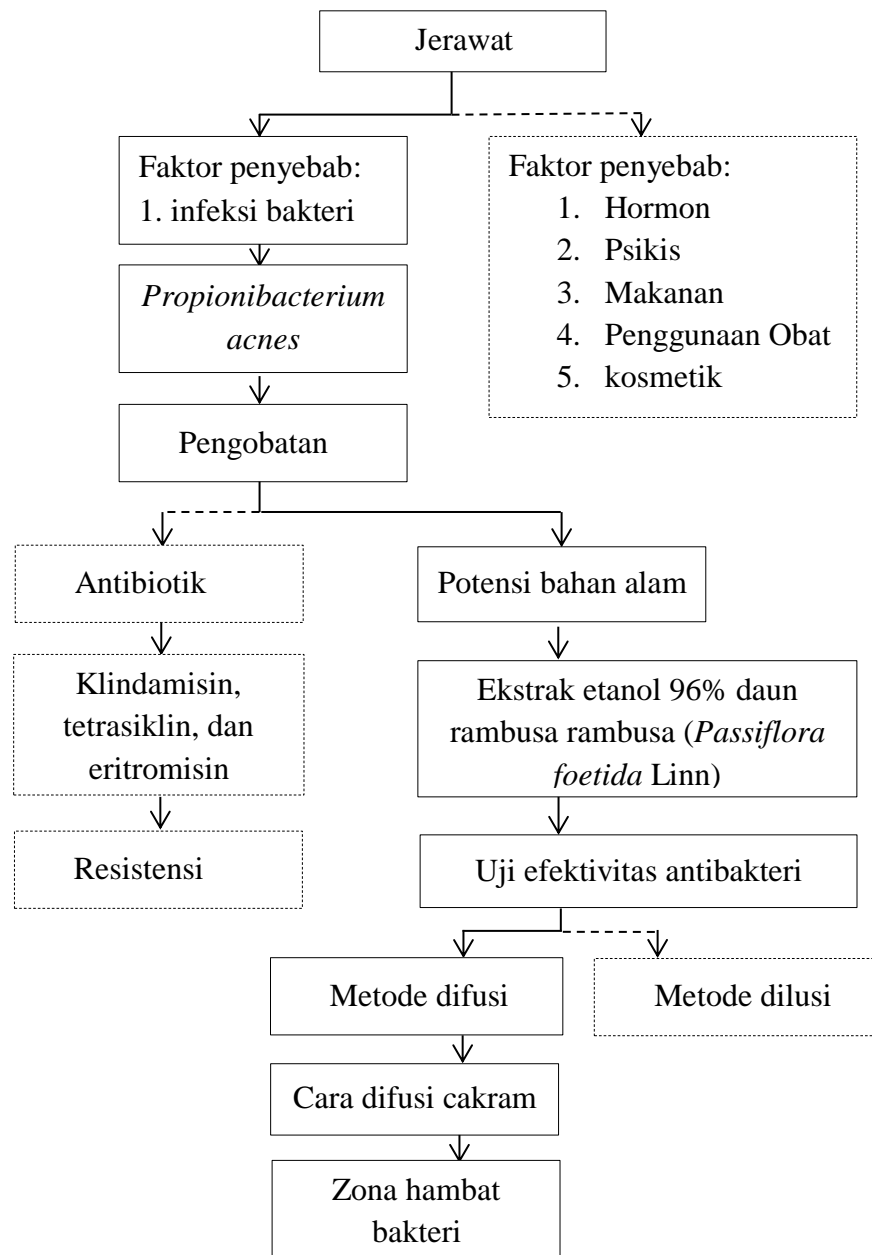 Jerawat
Faktor penyebab:
1. infeksi bakteri
Faktor penyebab:
1. Hormon
2. Psikis
3. Makanan
4. Penggunaan Obat
5. kosmetik
Propionibacterium
acnes
Pengobatan
Antibiotik
Potensi bahan alam
Klindamisin,
tetrasiklin, dan
eritromisin
Ekstrak etanol 96% daun
rambusa rambusa (Passiflora
foetida Linn)
Resistensi
Uji efektivitas antibakteri
Metode difusi
Metode dilusi
Cara difusi cakram
Zona hambat
bakteri